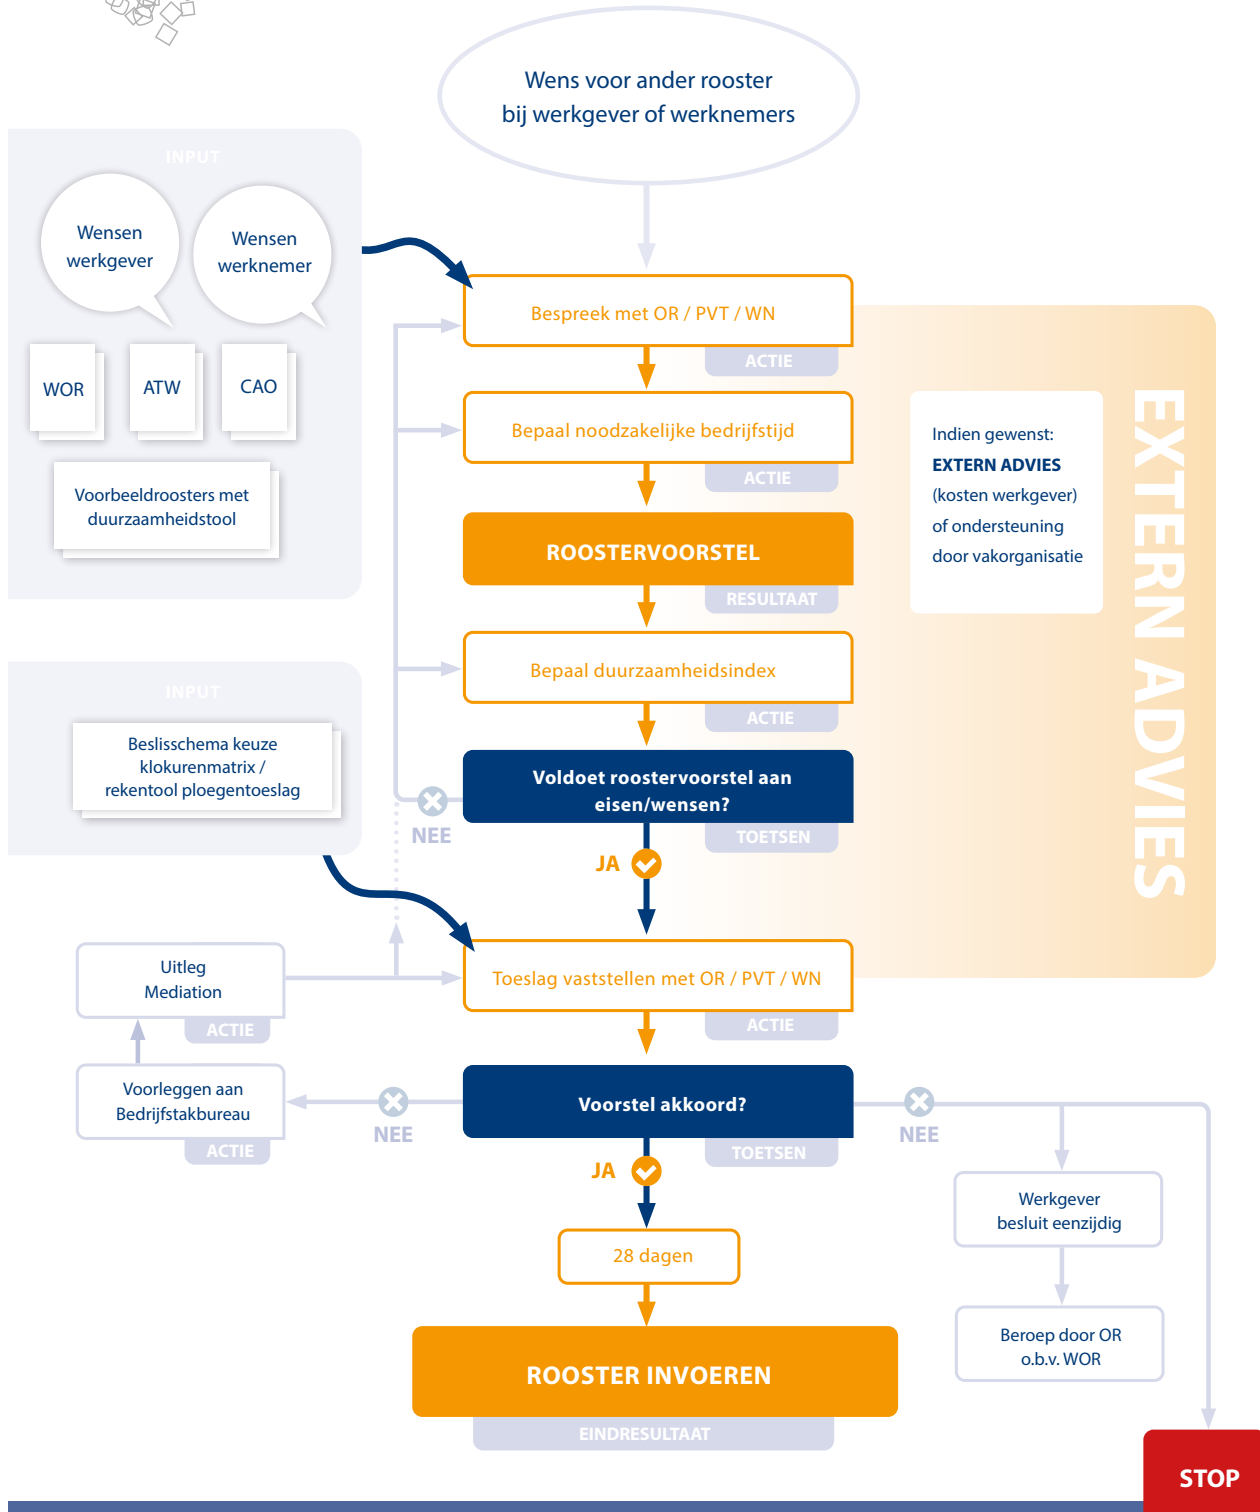 Wens voor ander rooster
bij werkgever of werknemers
INPUT
Wensen
werkgever
Wensen
werknemer
WOR
ATW
CAO
Voorbeeldroosters met
duurzaamheidstool
Bespreek met OR / PVT / WN
ACTIE
Bepaal noodzakelijke bedrijfstijd
ACTIE
ROOSTERVOORSTEL
RESULTAAT
Bepaal duurzaamheidsindex
ACTIE
Voldoet roostervoorstel aan
eisen/wensen?
TOETSEN
NEE
JA
Indien gewenst:
EXTERN ADVIES
(kosten werkgever)
of ondersteuning
door vakorganisatie
EXTERN ADVIES
INPUT
Beslisschema keuze
klokurenmatrix /
rekentool ploegentoeslag
Toeslag vaststellen met OR / PVT / WN
ACTIE
Uitleg
Mediation
ACTIE
Voorleggen aan
Bedrijfstakbureau
ACTIE
NEE
Voorstel akkoord?
TOETSEN
NEE
JA
Werkgever
besluit eenzijdig
28 dagen
Beroep door OR
o.b.v. WOR
ROOSTER INVOEREN
EINDRESULTAAT
STOP